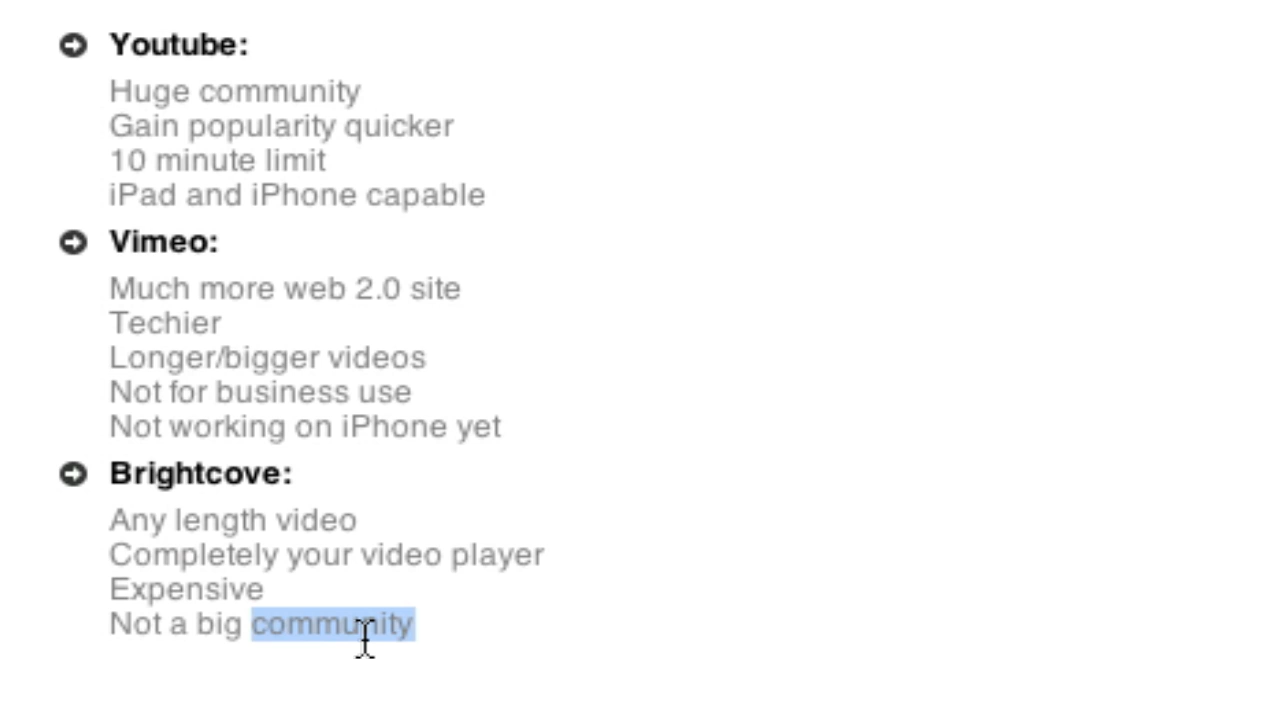 Youtube:
Huge community
Gain popularity quicker
10 minute limit
iPad and iPhone capable
Vimeo:
Much more web 2.0 site
Techier
Longer/bigger videos
Not for business use
Not working on iPhone yet
Brightcove:
Any length video
Completely your video player
Expensive
Not a big community